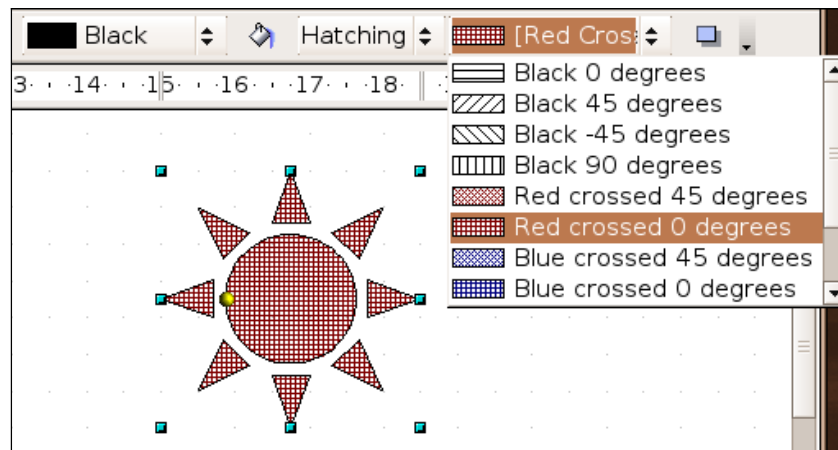 Black Hatching [Red Cros
3 · 14 · 15 · 16 · 17 · 18
Black 0 degrees
Black 45 degrees
Black -45 degrees
Black 90 degrees
Red crossed 45 degrees
Red crossed 0 degrees
Blue crossed 45 degrees
Blue crossed 0 degrees